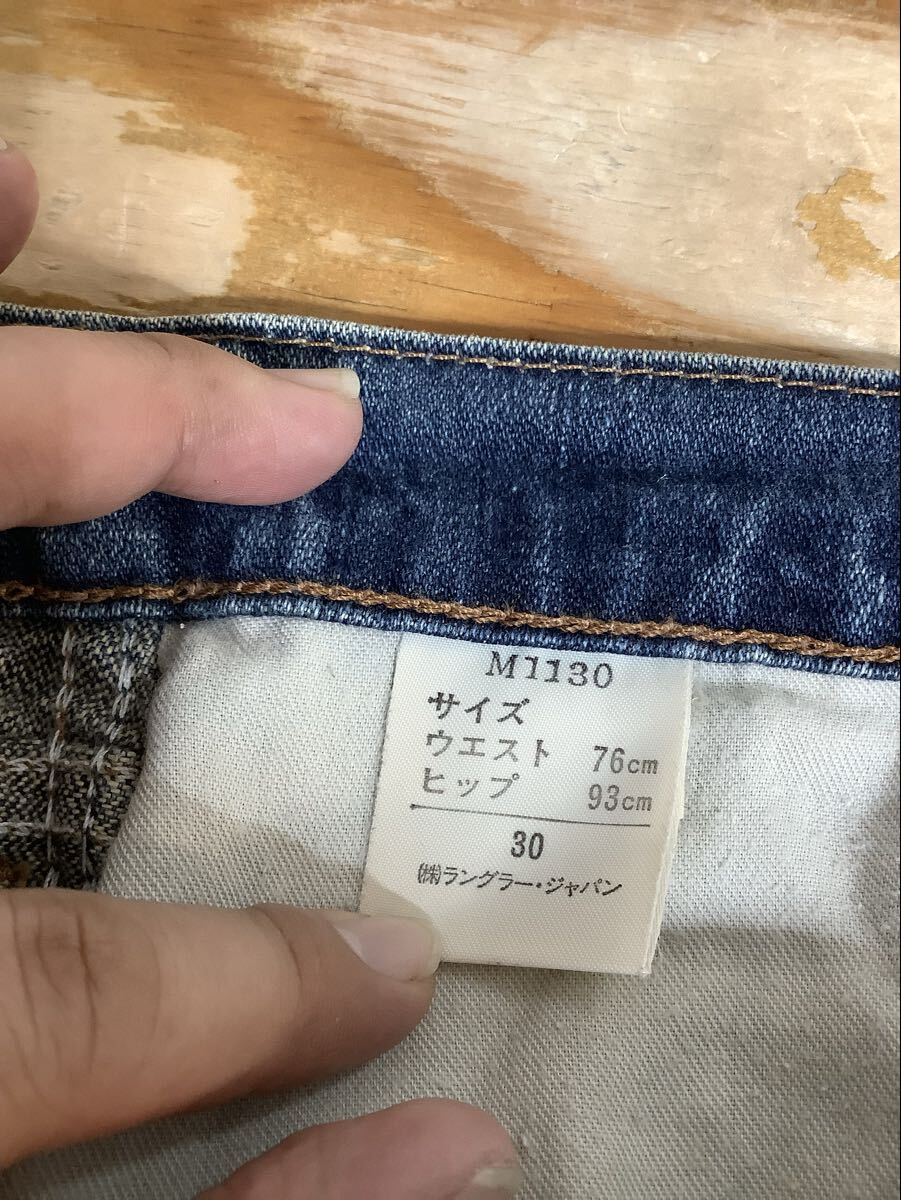 M1130
サイズ
ウエスト 76cm
ヒップ 93cm
30
㈱ラングラー・ジャパン